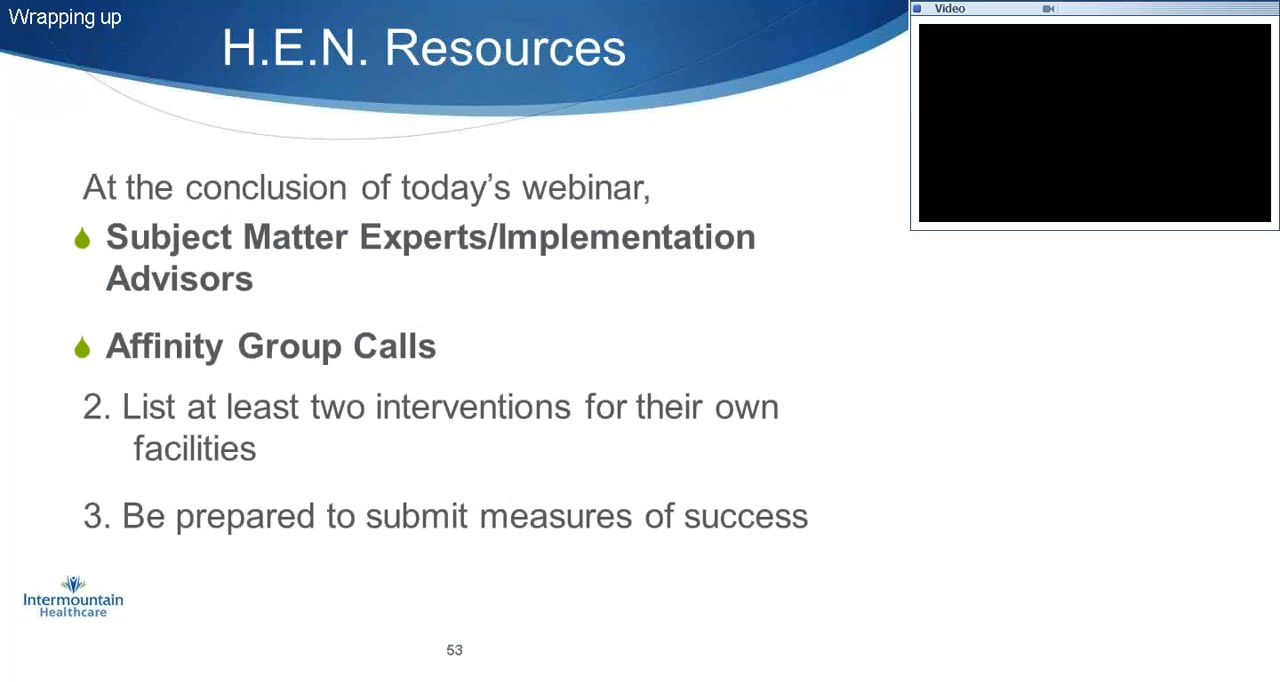 Wrapping up
H.E.N. Resources
Video
At the conclusion of today’s webinar,
Subject Matter Experts/Implementation
Advisors
Affinity Group Calls
2. List at least two interventions for their own
facilities
3. Be prepared to submit measures of success
Intermountain
Healthcare
53